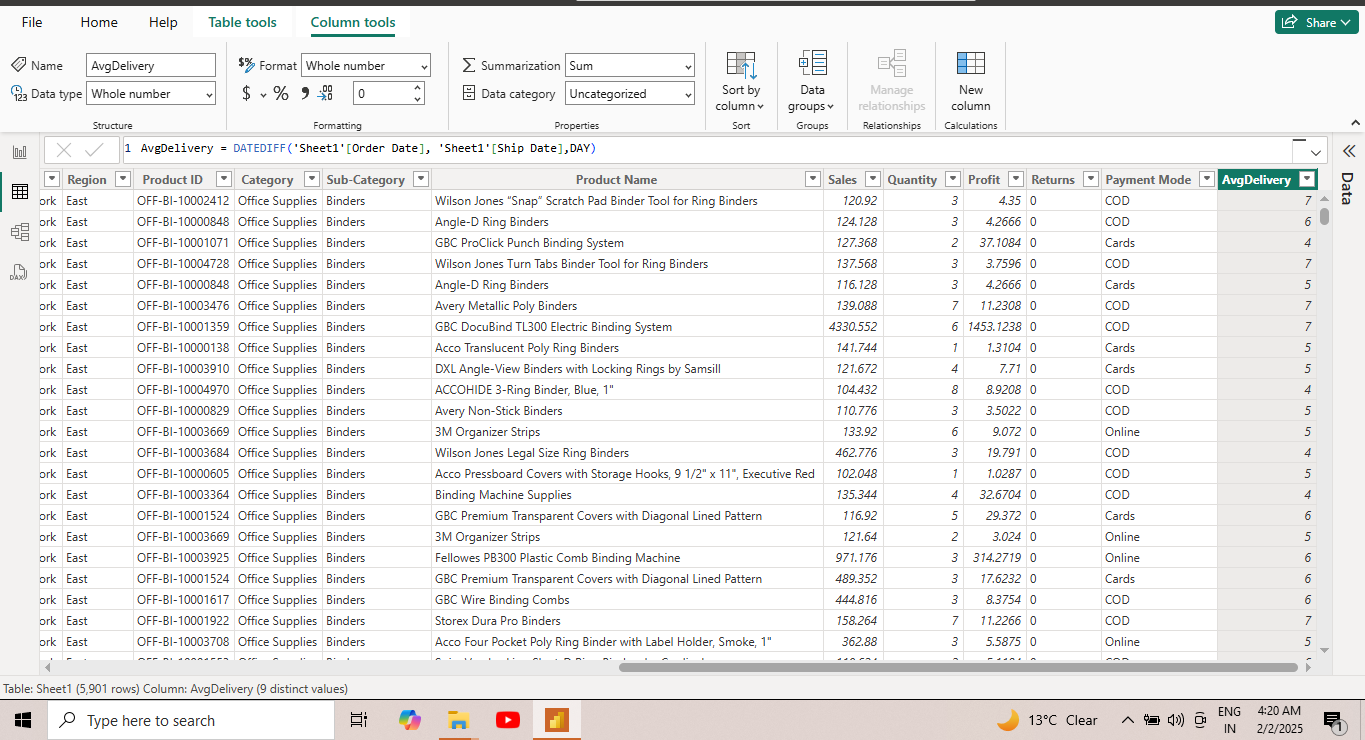 File Home Help Table tools Column tools Share
Name AvgDelivery $% Format Whole number Summarization Sum Sort by column Data groups Manage relationships New column
123 Data type Whole number $ % 9 .00 0 Data category Uncategorized
Structure Formatting Properties Sort Groups Relationships Calculations
1 AvgDelivery = DATEDIFF('Sheet1'[Order Date], 'Sheet1'[Ship Date],DAY)
Data
DAX
Region Product ID Category Sub-Category Product Name Sales Quantity Profit Returns Payment Mode AvgDelivery
ork East OFF-BI-10002412 Office Supplies Binders Wilson Jones “Snap” Scratch Pad Binder Tool for Ring Binders 120.92 3 4.35 0 COD 7
ork East OFF-BI-10000848 Office Supplies Binders Angle-D Ring Binders 124.128 3 4.2666 0 COD 6
ork East OFF-BI-10001071 Office Supplies Binders GBC ProClick Punch Binding System 127.368 2 37.1084 0 Cards 4
ork East OFF-BI-10004728 Office Supplies Binders Wilson Jones Turn Tabs Binder Tool for Ring Binders 137.568 3 3.7596 0 COD 7
ork East OFF-BI-10000848 Office Supplies Binders Angle-D Ring Binders 116.128 3 4.2666 0 Cards 5
ork East OFF-BI-10003476 Office Supplies Binders Avery Metallic Poly Binders 139.088 7 11.2308 0 COD 7
ork East OFF-BI-10001359 Office Supplies Binders GBC DocuBind TL300 Electric Binding System 4330.552 6 1453.1238 0 COD 7
ork East OFF-BI-10000138 Office Supplies Binders Acco Translucent Poly Ring Binders 141.744 1 1.3104 0 Cards 5
ork East OFF-BI-10003910 Office Supplies Binders DXL Angle-View Binders with Locking Rings by Samsill 121.672 4 7.71 0 Cards 5
ork East OFF-BI-10004970 Office Supplies Binders ACCOHIDE 3-Ring Binder, Blue, 1" 104.432 8 8.9208 0 COD 4
ork East OFF-BI-10000829 Office Supplies Binders Avery Non-Stick Binders 110.776 3 3.5022 0 COD 5
ork East OFF-BI-10003669 Office Supplies Binders 3M Organizer Strips 133.92 6 9.072 0 Online 5
ork East OFF-BI-10003684 Office Supplies Binders Wilson Jones Legal Size Ring Binders 462.776 3 19.791 0 COD 4
ork East OFF-BI-10000605 Office Supplies Binders Acco Pressboard Covers with Storage Hooks, 9 1/2" x 11", Executive Red 102.048 1 1.0287 0 COD 5
ork East OFF-BI-10003364 Office Supplies Binders Binding Machine Supplies 135.344 4 32.6704 0 COD 4
ork East OFF-BI-10001524 Office Supplies Binders GBC Premium Transparent Covers with Diagonal Lined Pattern 116.92 5 29.372 0 Cards 6
ork East OFF-BI-10003669 Office Supplies Binders 3M Organizer Strips 121.64 2 3.024 0 Online 5
ork East OFF-BI-10003925 Office Supplies Binders Fellowes PB300 Plastic Comb Binding Machine 971.176 3 314.2719 0 Online 6
ork East OFF-BI-10001524 Office Supplies Binders GBC Premium Transparent Covers with Diagonal Lined Pattern 489.352 3 17.6232 0 Cards 6
ork East OFF-BI-10001617 Office Supplies Binders GBC Wire Binding Combs 444.816 3 8.3754 0 COD 6
ork East OFF-BI-10001922 Office Supplies Binders Storex Dura Pro Binders 158.264 7 11.2266 0 COD 7
ork East OFF-BI-10003708 Office Supplies Binders Acco Four Pocket Poly Ring Binder with Label Holder, Smoke, 1" 362.88 3 5.5875 0 Online 5
Table: Sheet1 (5,901 rows) Column: AvgDelivery (9 distinct values)
Type here to search 13°C Clear ENG IN 4:20 AM 2/2/2025 1